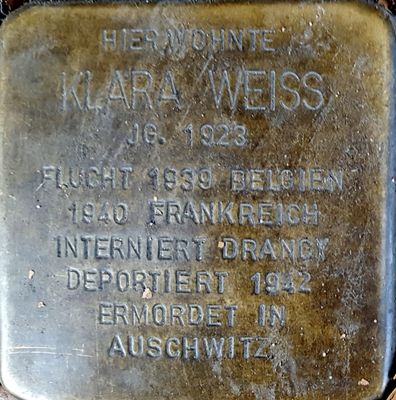 HIER WOHNTE
KLARA WEISS
JG. 1923
FLUCHT 1939 BELGIEN
1940 FRANKREICH
INTERNIERT DRANCY
DEPORTIERT 1942
ERMORDET IN
AUSCHWITZ